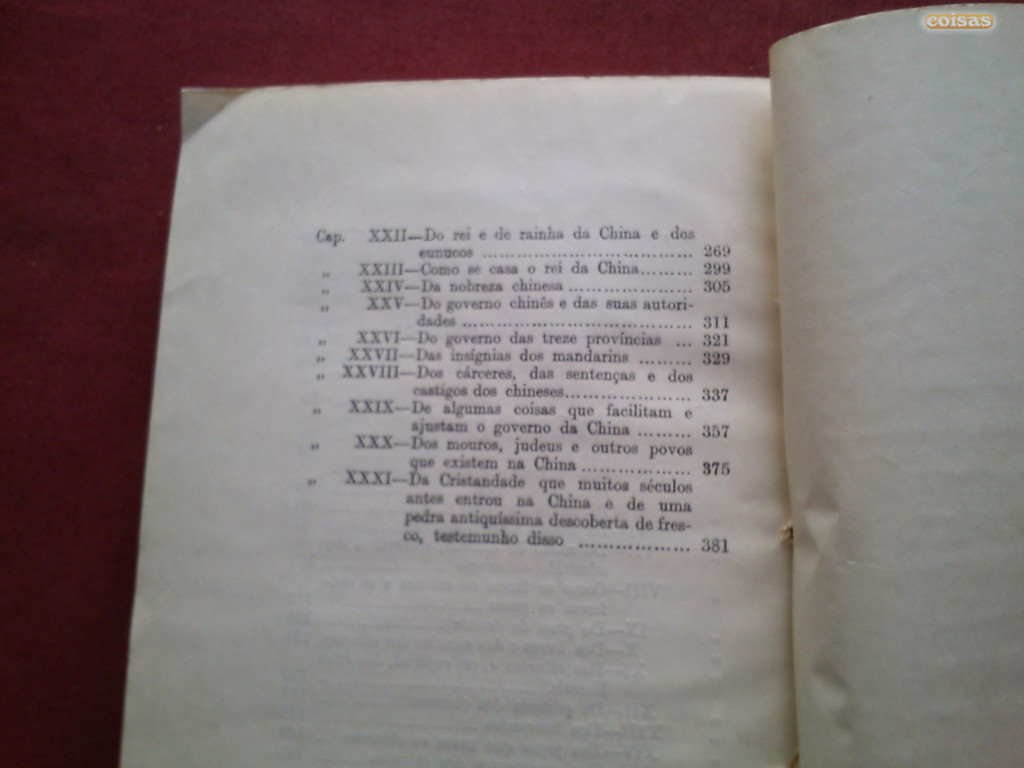 coisas
Cap. XXII—Do rei e de rainha da China e dos
eunucos ........................................ 269
„ XXIII—Como se casa o rei da China......... 299
„ XXIV—Da nobreza chinesa ..................... 305
„ XXV—Do governo chinês e das suas autori-
dades ........................................ 311
„ XXVI—Do governo das treze províncias ... 321
„ XXVII—Das insígnias dos mandarins ......... 329
„ XXVIII—Dos cárceres, das sentenças e dos
castigos dos chineses..................... 337
„ XXIX—De algumas coisas que facilitam e
ajustam o governo da China ......... 357
„ XXX—Dos mouros, judeus e outros povos
que existem na China .................. 375
„ XXXI—Da Cristandade que muitos séculos
antes entrou na China e de uma
pedra antiquíssima descoberta de fres-
co, testemunho disso .................. 381